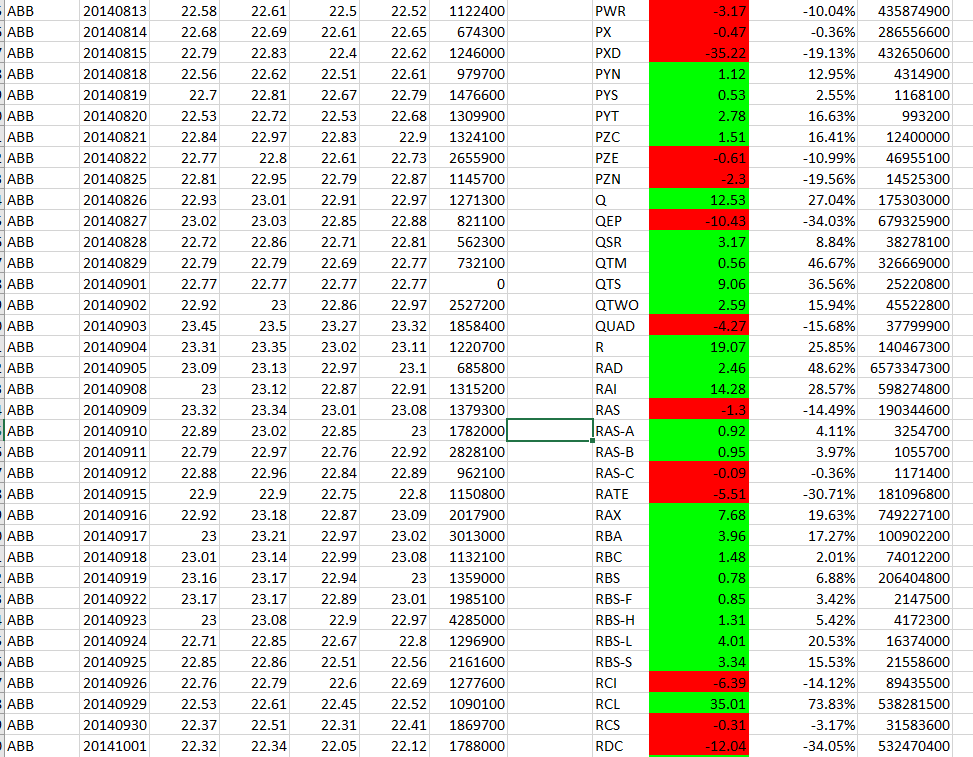 ABB 20140813 22.58 22.61 22.5 22.52 1122400 PWR -3.17 -10.04% 435874900
ABB 20140814 22.68 22.69 22.61 22.65 674300 PX -0.47 -0.36% 286556600
ABB 20140815 22.79 22.83 22.4 22.62 1246000 PXD -35.22 -19.13% 432650600
ABB 20140818 22.56 22.62 22.51 22.61 979700 PYN 1.12 12.95% 4314900
ABB 20140819 22.7 22.81 22.67 22.79 1476600 PYS 0.53 2.55% 1168100
ABB 20140820 22.53 22.72 22.53 22.68 1309900 PYT 2.78 16.63% 993200
ABB 20140821 22.84 22.97 22.83 22.9 1324100 PZC 1.51 16.41% 12400000
ABB 20140822 22.77 22.8 22.61 22.73 2655900 PZE -0.61 -10.99% 46955100
ABB 20140825 22.81 22.95 22.79 22.87 1145700 PZN -2.3 -19.56% 14525300
ABB 20140826 22.93 23.01 22.91 22.97 1271300 Q 12.53 27.04% 175303000
ABB 20140827 23.02 23.03 22.85 22.88 821100 QEP -10.43 -34.03% 679325900
ABB 20140828 22.72 22.86 22.71 22.81 562300 QSR 3.17 8.84% 38278100
ABB 20140829 22.79 22.79 22.69 22.77 732100 QTM 0.56 46.67% 326669000
ABB 20140901 22.77 22.77 22.77 22.77 0 QTS 9.06 36.56% 25220800
ABB 20140902 22.92 23 22.86 22.97 2527200 QTWO 2.59 15.94% 45522800
ABB 20140903 23.45 23.5 23.27 23.32 1858400 QUAD -4.27 -15.68% 37799900
ABB 20140904 23.31 23.35 23.02 23.11 1220700 R 19.07 25.85% 140467300
ABB 20140905 23.09 23.13 22.97 23.1 685800 RAD 2.46 48.62% 6573347300
ABB 20140908 23 23.12 22.87 22.91 1315200 RAI 14.28 28.57% 598274800
ABB 20140909 23.32 23.34 23.01 23.08 1379300 RAS -1.3 -14.49% 190344600
ABB 20140910 22.89 23.02 22.85 23 1782000 RAS-A 0.92 4.11% 3254700
ABB 20140911 22.79 22.97 22.76 22.92 2828100 RAS-B 0.95 3.97% 1055700
ABB 20140912 22.88 22.96 22.84 22.89 962100 RAS-C -0.09 -0.36% 1171400
ABB 20140915 22.9 22.9 22.75 22.8 1150800 RATE -5.51 -30.71% 181096800
ABB 20140916 22.92 23.18 22.87 23.09 2017900 RAX 7.68 19.63% 749227100
ABB 20140917 23 23.21 22.97 23.02 3013000 RBA 3.96 17.27% 100902200
ABB 20140918 23.01 23.14 22.99 23.08 1132100 RBC 1.48 2.01% 74012200
ABB 20140919 23.16 23.17 22.94 23 1359000 RBS 0.78 6.88% 206404800
ABB 20140922 23.17 23.17 22.89 23.01 1985100 RBS-F 0.85 3.42% 2147500
ABB 20140923 23 23.08 22.9 22.97 4285000 RBS-H 1.31 5.42% 4172300
ABB 20140924 22.71 22.85 22.67 22.8 1296900 RBS-L 4.01 20.53% 16374000
ABB 20140925 22.85 22.86 22.51 22.56 2161600 RBS-S 3.34 15.53% 21558600
ABB 20140926 22.76 22.79 22.6 22.69 1277600 RCI -6.39 -14.12% 89435500
ABB 20140929 22.53 22.61 22.45 22.52 1090100 RCL 35.01 73.83% 538281500
ABB 20140930 22.37 22.51 22.31 22.41 1869700 RCS -0.31 -3.17% 31583600
ABB 20141001 22.32 22.34 22.05 22.12 1788000 RDC -12.04 -34.05% 532470400